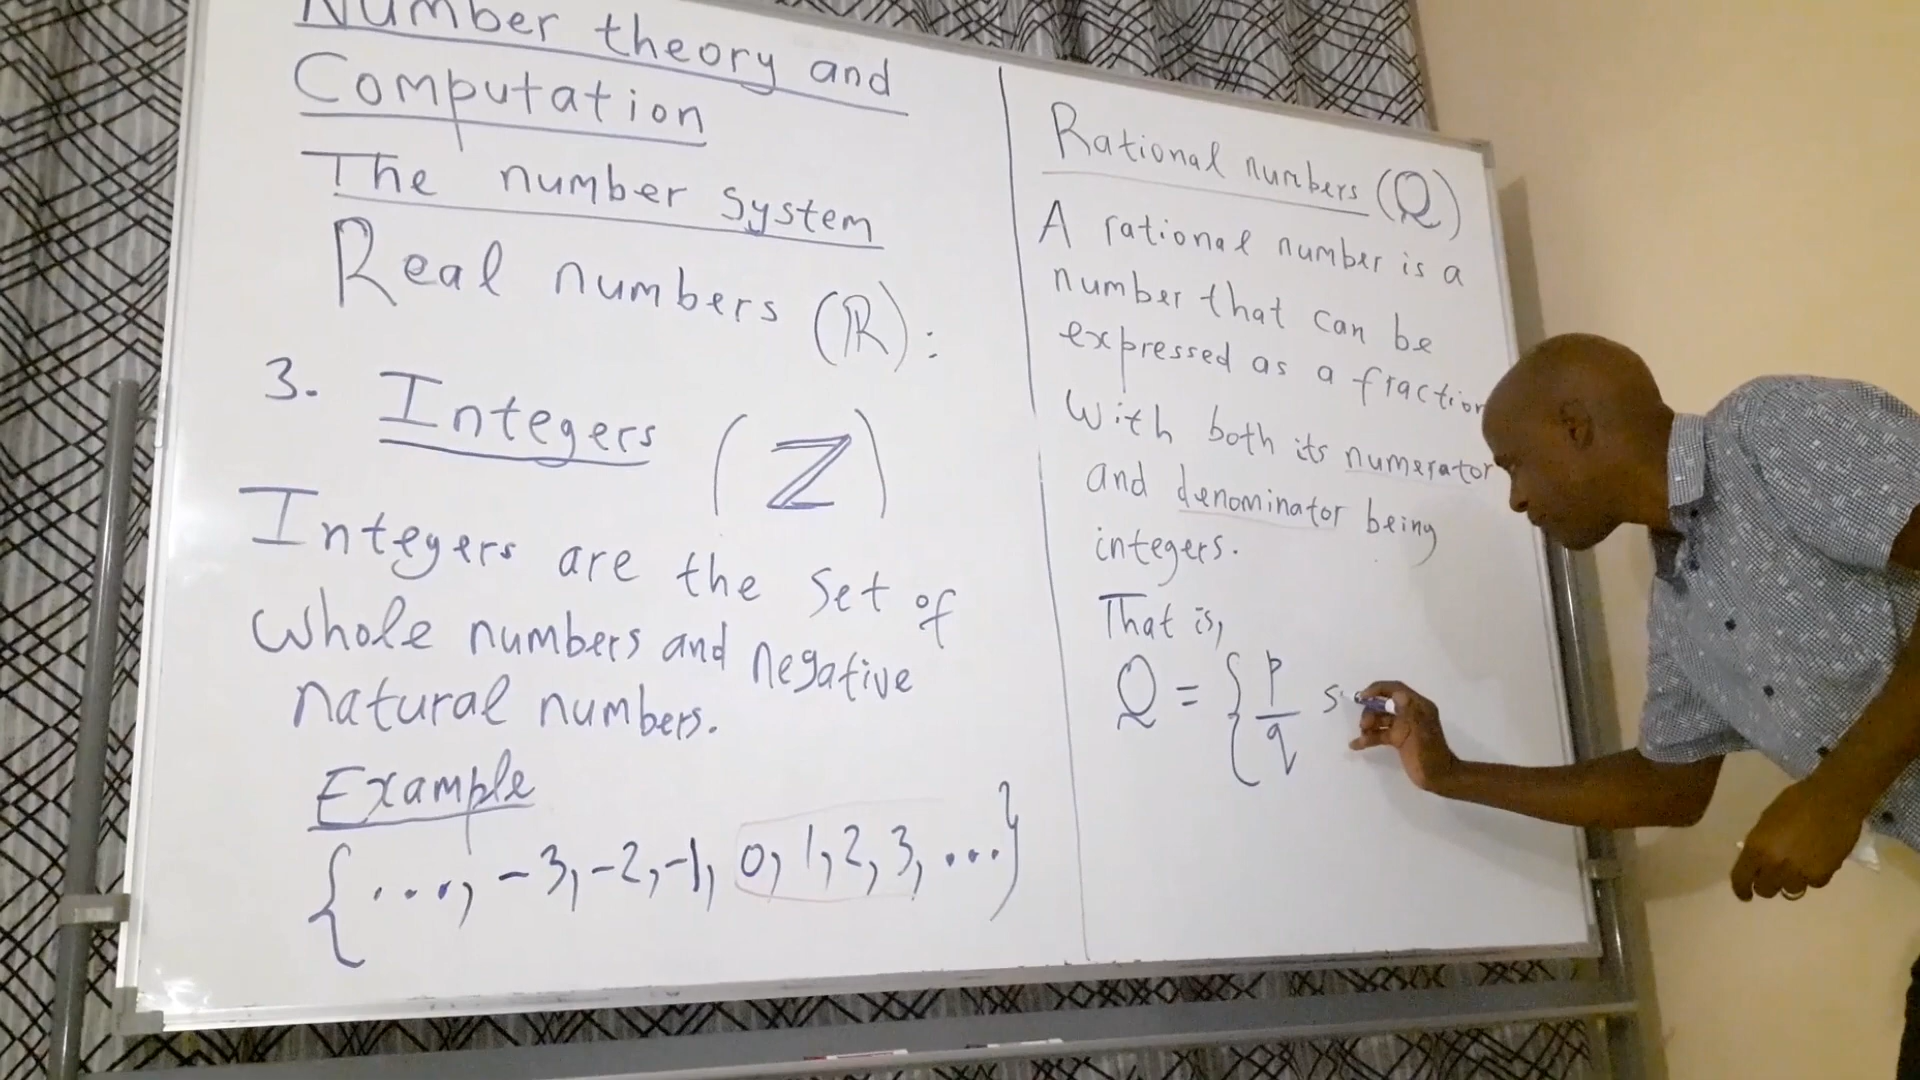 Number theory and
Computation
The number system
Real numbers (ℝ):
3. Integers (ℤ)
Integers are the set of
whole numbers and negative
natural numbers.
Example
{..., -3, -2, -1, 0, 1, 2, 3, ...}
Rational numbers (ℚ)
A rational number is a
number that can be
expressed as a fraction
With both its numerator
and denominator being
integers.
That is,
ℚ = { p/q s